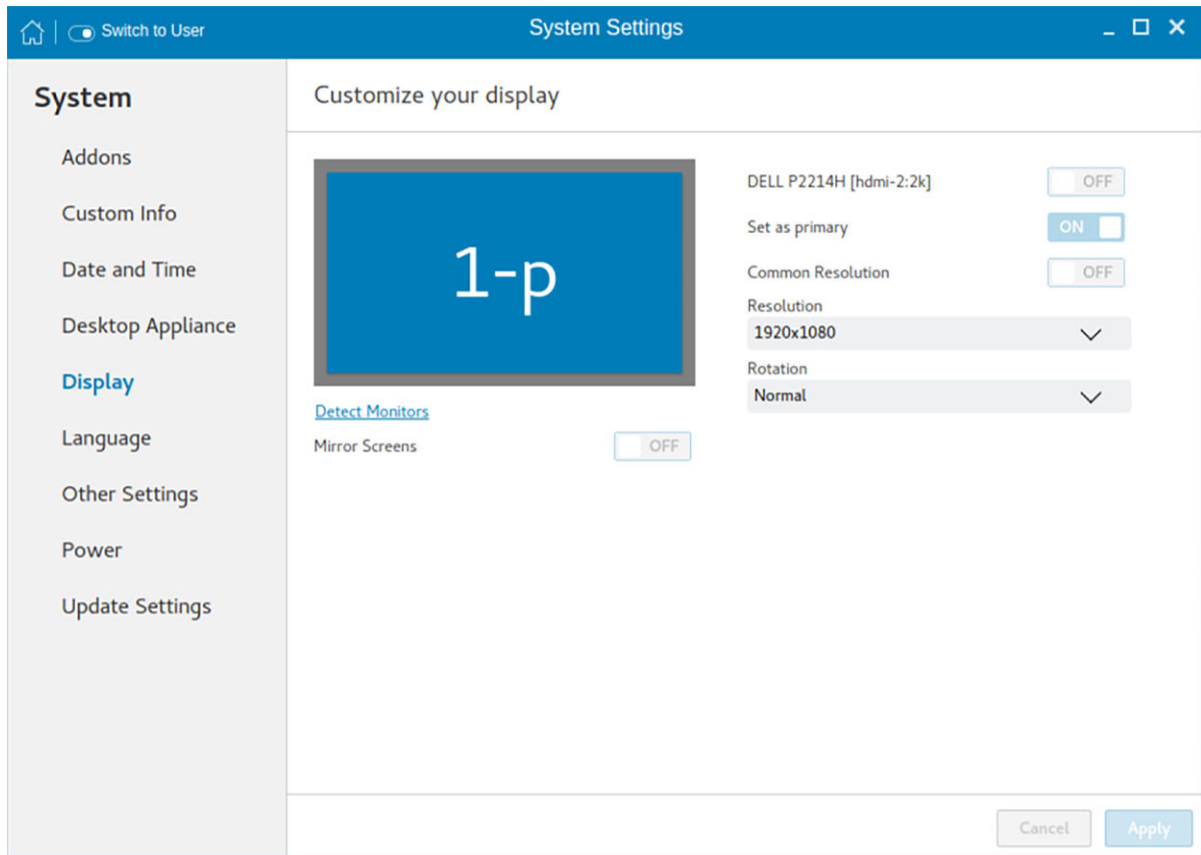 Switch to User
System Settings
System
Addons
Custom Info
Date and Time
Desktop Appliance
Display
Language
Other Settings
Power
Update Settings
Customize your display
1-p
Detect Monitors
Mirror Screens OFF
DELL P2214H [hdmi-2:2k] OFF
Set as primary ON
Common Resolution OFF
Resolution
1920x1080
Rotation
Normal
Cancel Apply